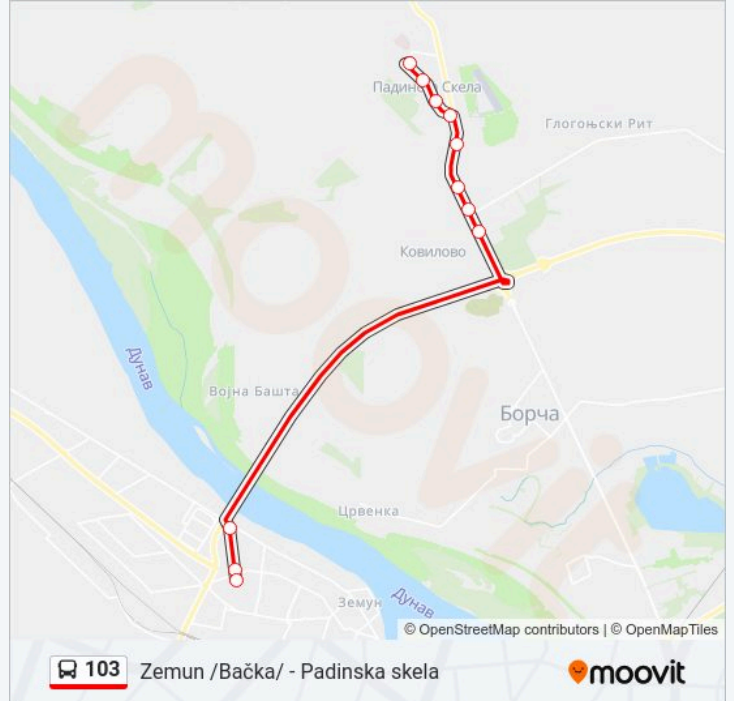 Падинска Скела
Глогоњски Рит
Ковилово
Дунав
Војна Башта
Борча
Црвенка
Земун
Дунав
© OpenStreetMap contributors | © OpenMapTiles
103 Zemun /Bačka/ - Padinska skela
moovit
moovit